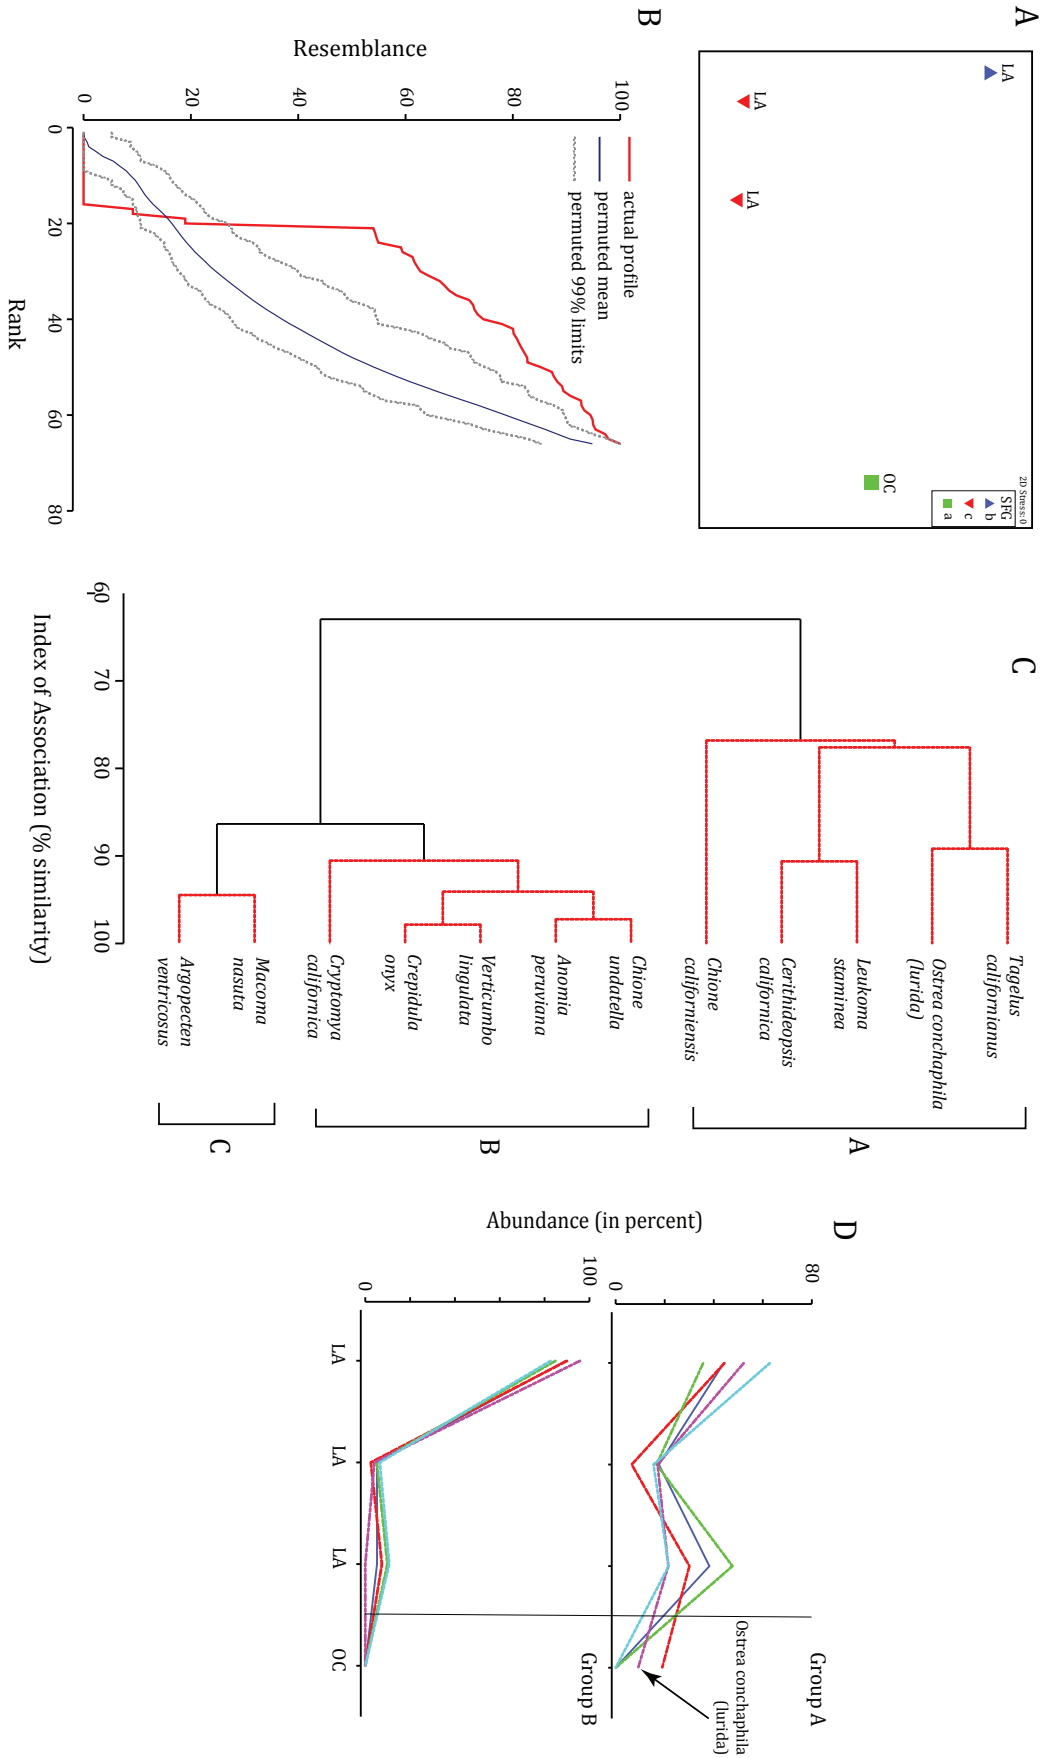 A
2D Stress: 0
SFG
b
c
a
LA
LA
LA
OC
B
Resemblance
100
80
60
40
20
0
actual profile
permuted mean
permuted 99% limits
0
20
40
60
80
Rank
C
60
70
80
90
100
Index of Association (% similarity)
Tagelus
californianus
Ostrea conchaphila
(lurida)
Leukoma
staminea
Cerithideopsis
californica
Chione
californiensis
Chione
undatella
Anomia
peruviana
Verticumbo
lingulata
Crepidula
onyx
Cryptomya
californica
Macoma
nasuta
Argopecten
ventricosus
A
B
C
D
Abundance (in percent)
80
0
Group A
Ostrea conchaphila
(lurida)
100
0
Group B
LA
LA
LA
OC